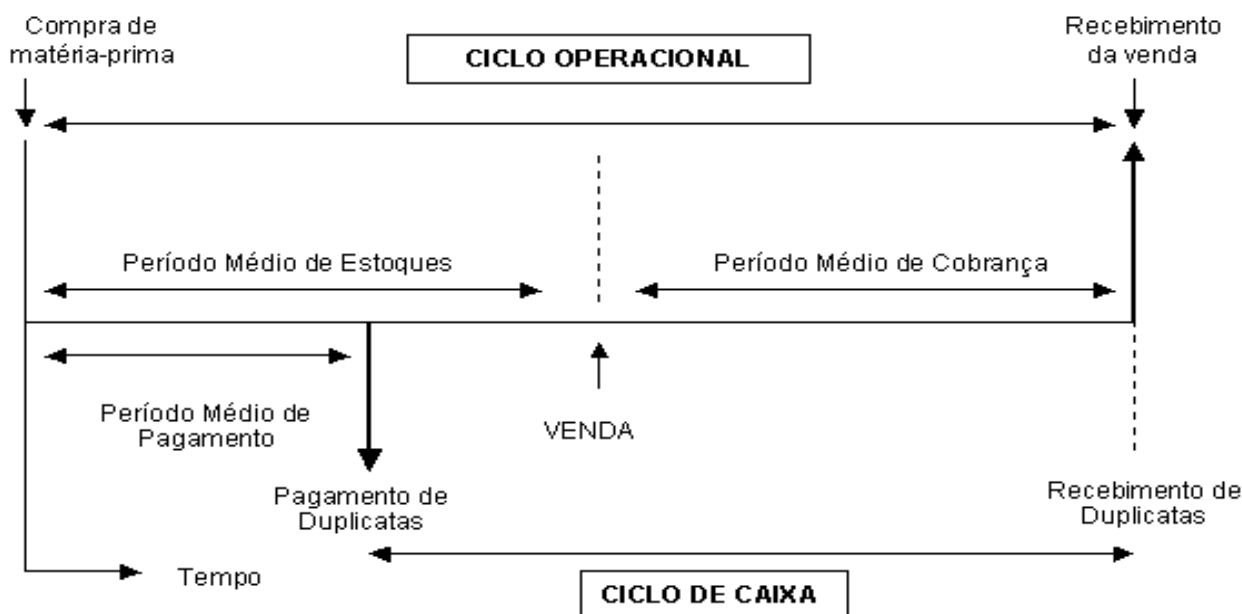 Compra de
matéria-prima
CICLO OPERACIONAL
Recebimento
da venda
Período Médio de Estoques
Período Médio de Cobrança
Período Médio de
Pagamento
VENDA
Pagamento de
Duplicatas
Recebimento de
Duplicatas
Tempo
CICLO DE CAIXA